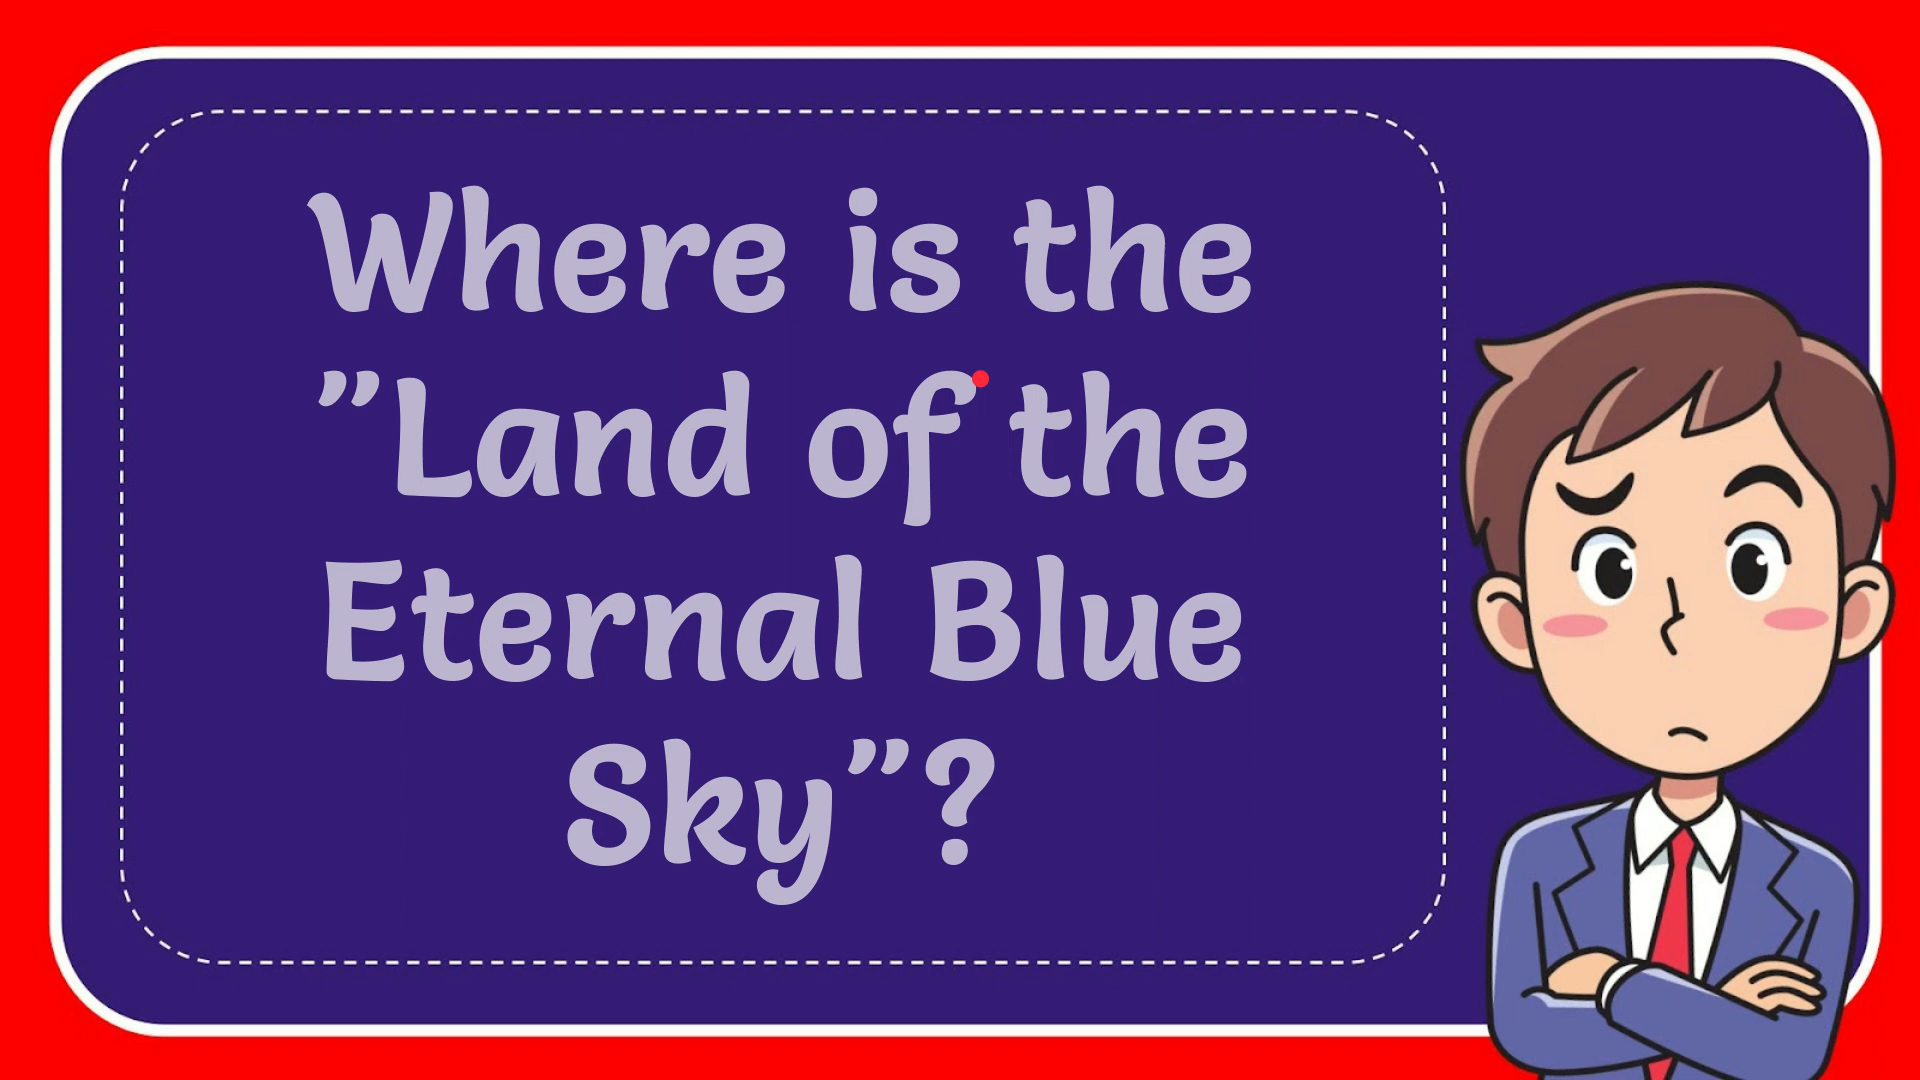 Where is the
”Land of the
Eternal Blue
Sky”?